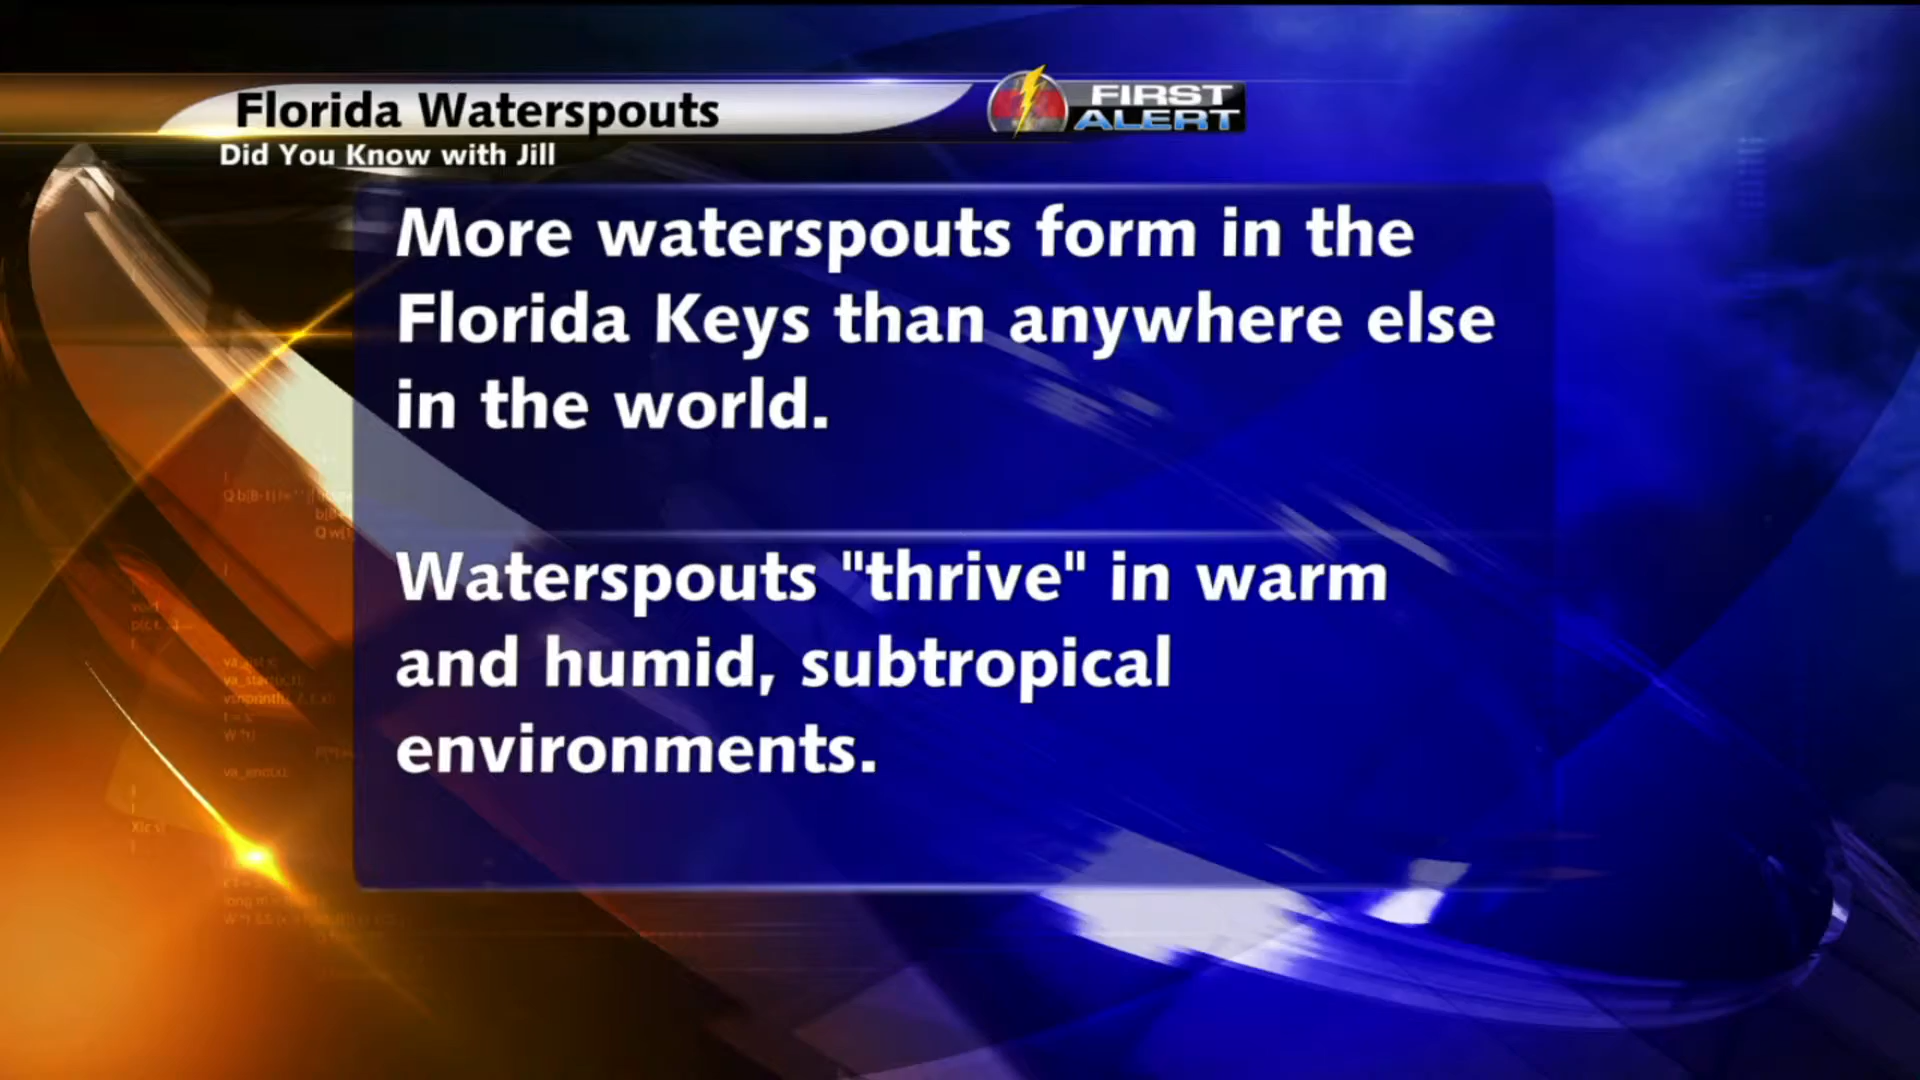 Florida Waterspouts
FIRST
ALERT
Did You Know with Jill
More waterspouts form in the
Florida Keys than anywhere else
in the world.
Waterspouts "thrive" in warm
and humid, subtropical
environments.